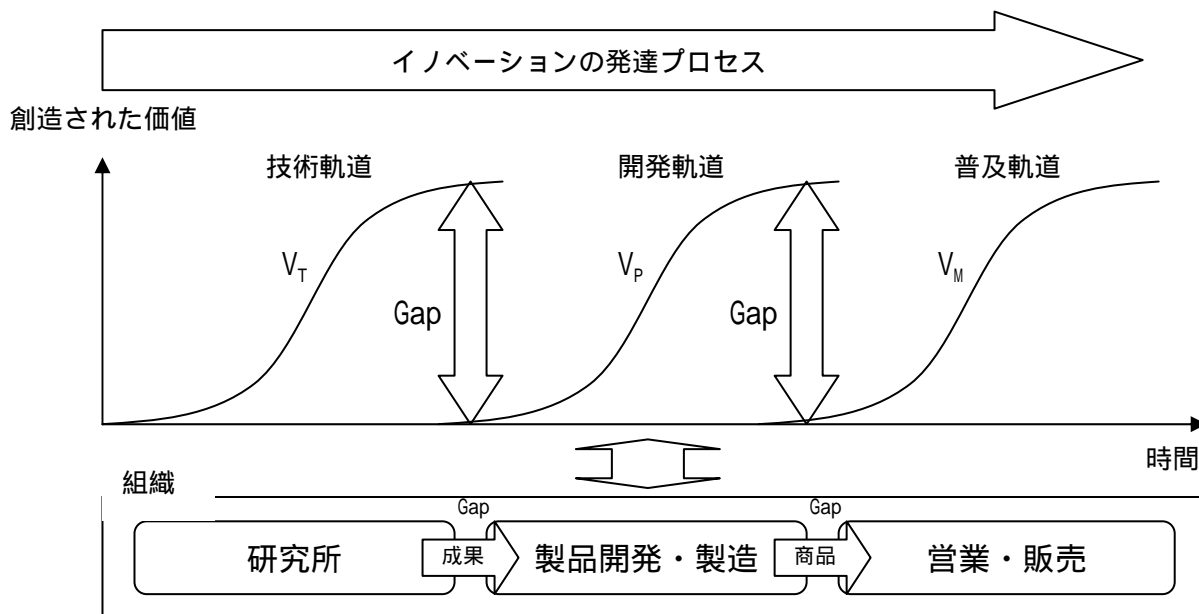 イノベーションの発達プロセス
創造された価値
技術軌道
開発軌道
普及軌道
V_T
V_P
V_M
Gap
Gap
時間
組織
Gap
Gap
研究所
成果
製品開発・製造
商品
営業・販売